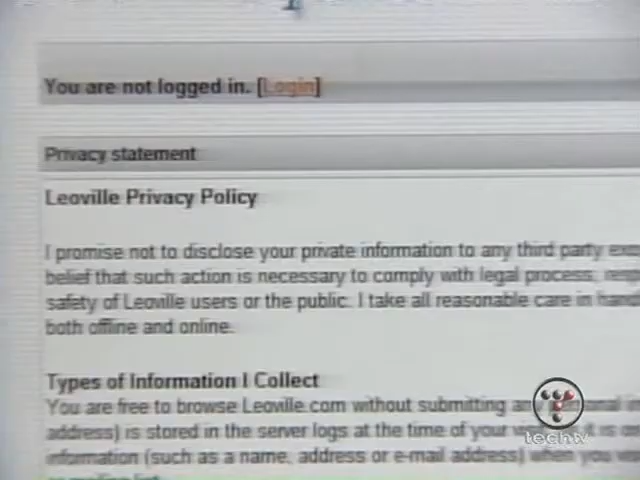 You are not logged in. [Login]
Privacy statement
Leoville Privacy Policy
I promise not to disclose your private information to any third party
belief that such action is necessary to comply with legal process,
safety of Leoville users or the public. I take all reasonable care in
both offline and online.
Types of Information I Collect
You are free to browse Leoville.com without submitting
address) is stored in the server logs at the time of your
information (such as a name, address or e-mail address) when you
techtv